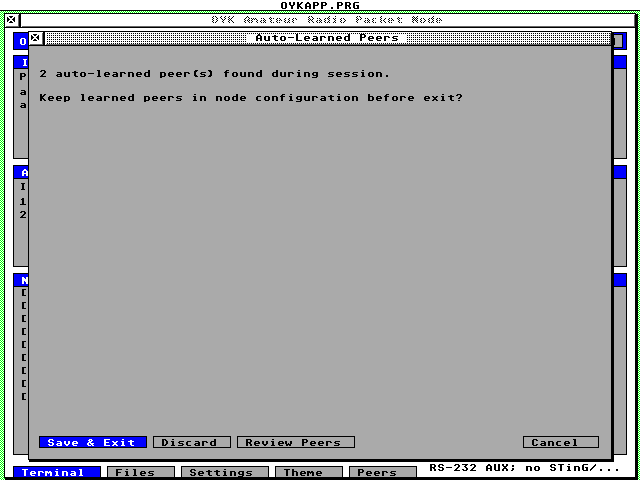 OYKAPP.PRG
OYK Amateur Radio Packet Node
Auto-Learned Peers
2 auto-learned peer(s) found during session.
Keep learned peers in node configuration before exit?
O
I
P
a
a
A
I
1
2
N
[
[
[
[
[
[
[
[
[
Save & Exit
Discard
Review Peers
Cancel
Terminal
Files
Settings
Theme
Peers
RS-232 AUX; no STinG/...